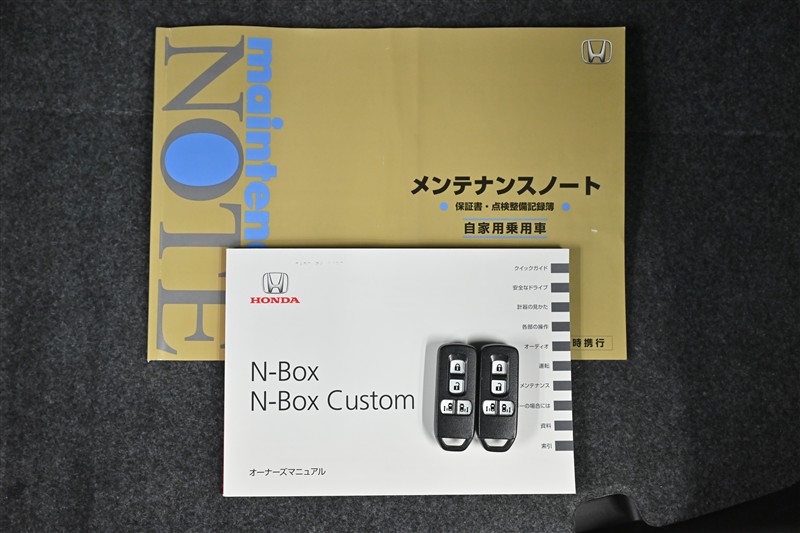 mainten
NOTE
メンテナンスノート
保証書・点検整備記録簿
自家用乗用車
時携行
HONDA
N-Box
N-Box Custom
オーナーズマニュアル
クイックガイド
安全なドライブ
計器の見かた
各部の操作
オーディオ
運転
メンテナンス
一の場合には
資料
索引